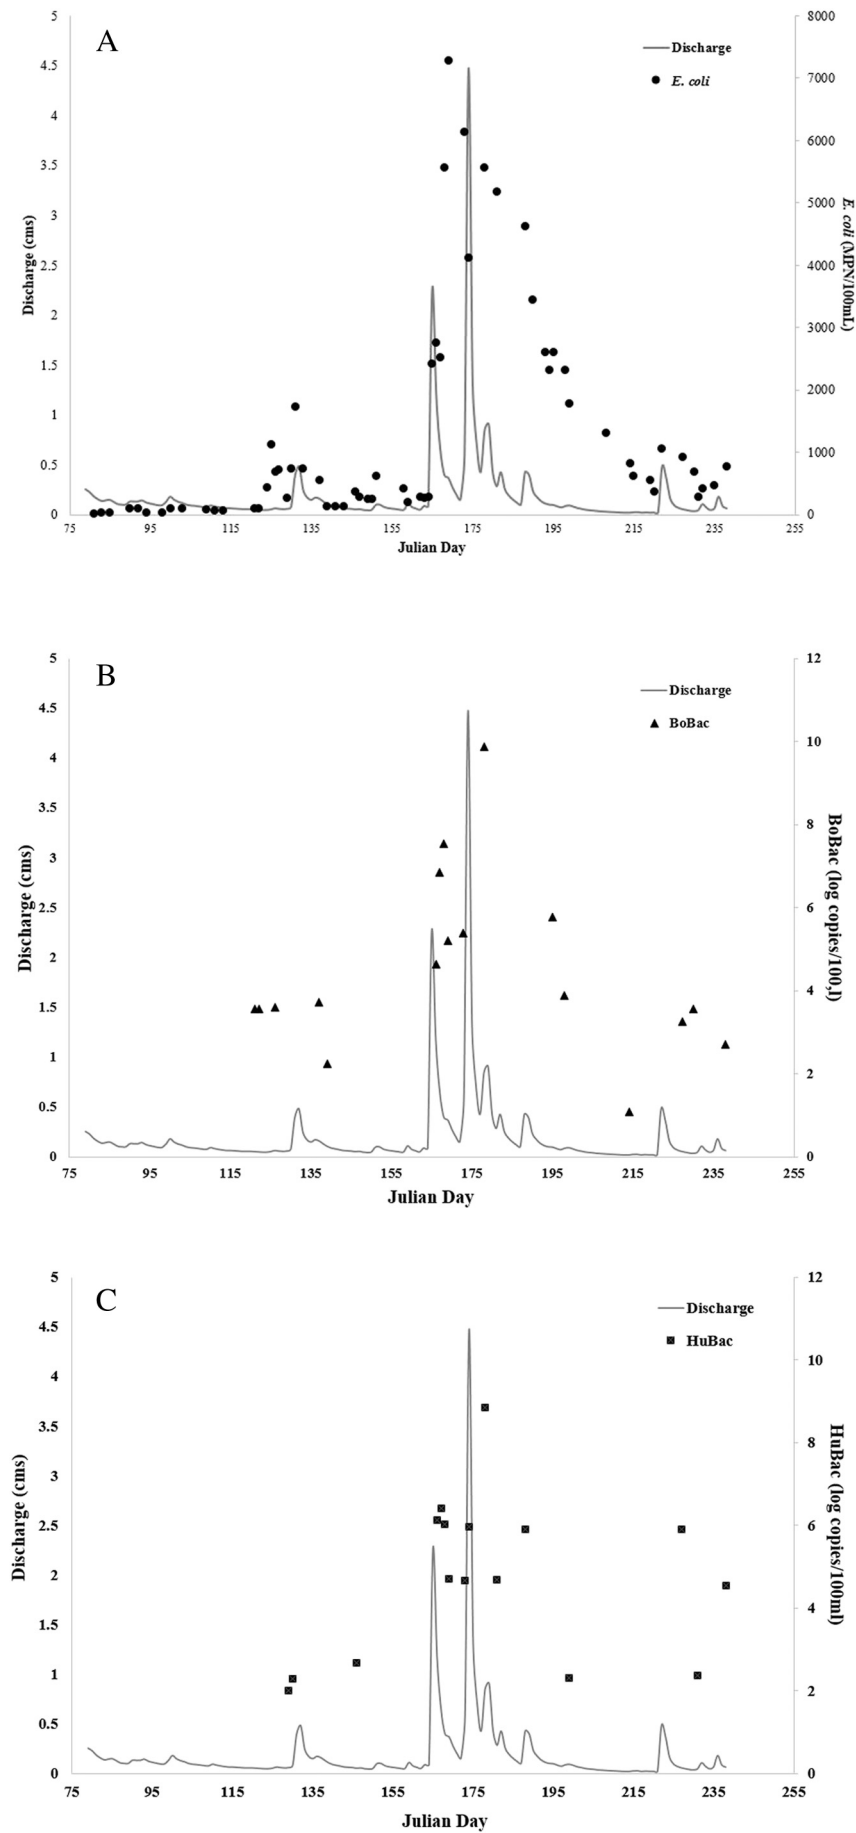 A
Discharge
E. coli
5
4.5
4
3.5
3
2.5
2
1.5
1
0.5
0
Discharge (cms)
8000
7000
6000
5000
4000
3000
2000
1000
0
E. coli (MPN/100mL)
75 95 115 135 155 175 195 215 235 255
Julian Day
B
Discharge
BoBac
5
4.5
4
3.5
3
2.5
2
1.5
1
0.5
0
Discharge (cms)
12
10
8
6
4
2
0
BoBac (log copies/100,l)
75 95 115 135 155 175 195 215 235 255
Julian Day
C
Discharge
HuBac
5
4.5
4
3.5
3
2.5
2
1.5
1
0.5
0
Discharge (cms)
12
10
8
6
4
2
0
HuBac (log copies/100ml)
75 95 115 135 155 175 195 215 235 255
Julian Day